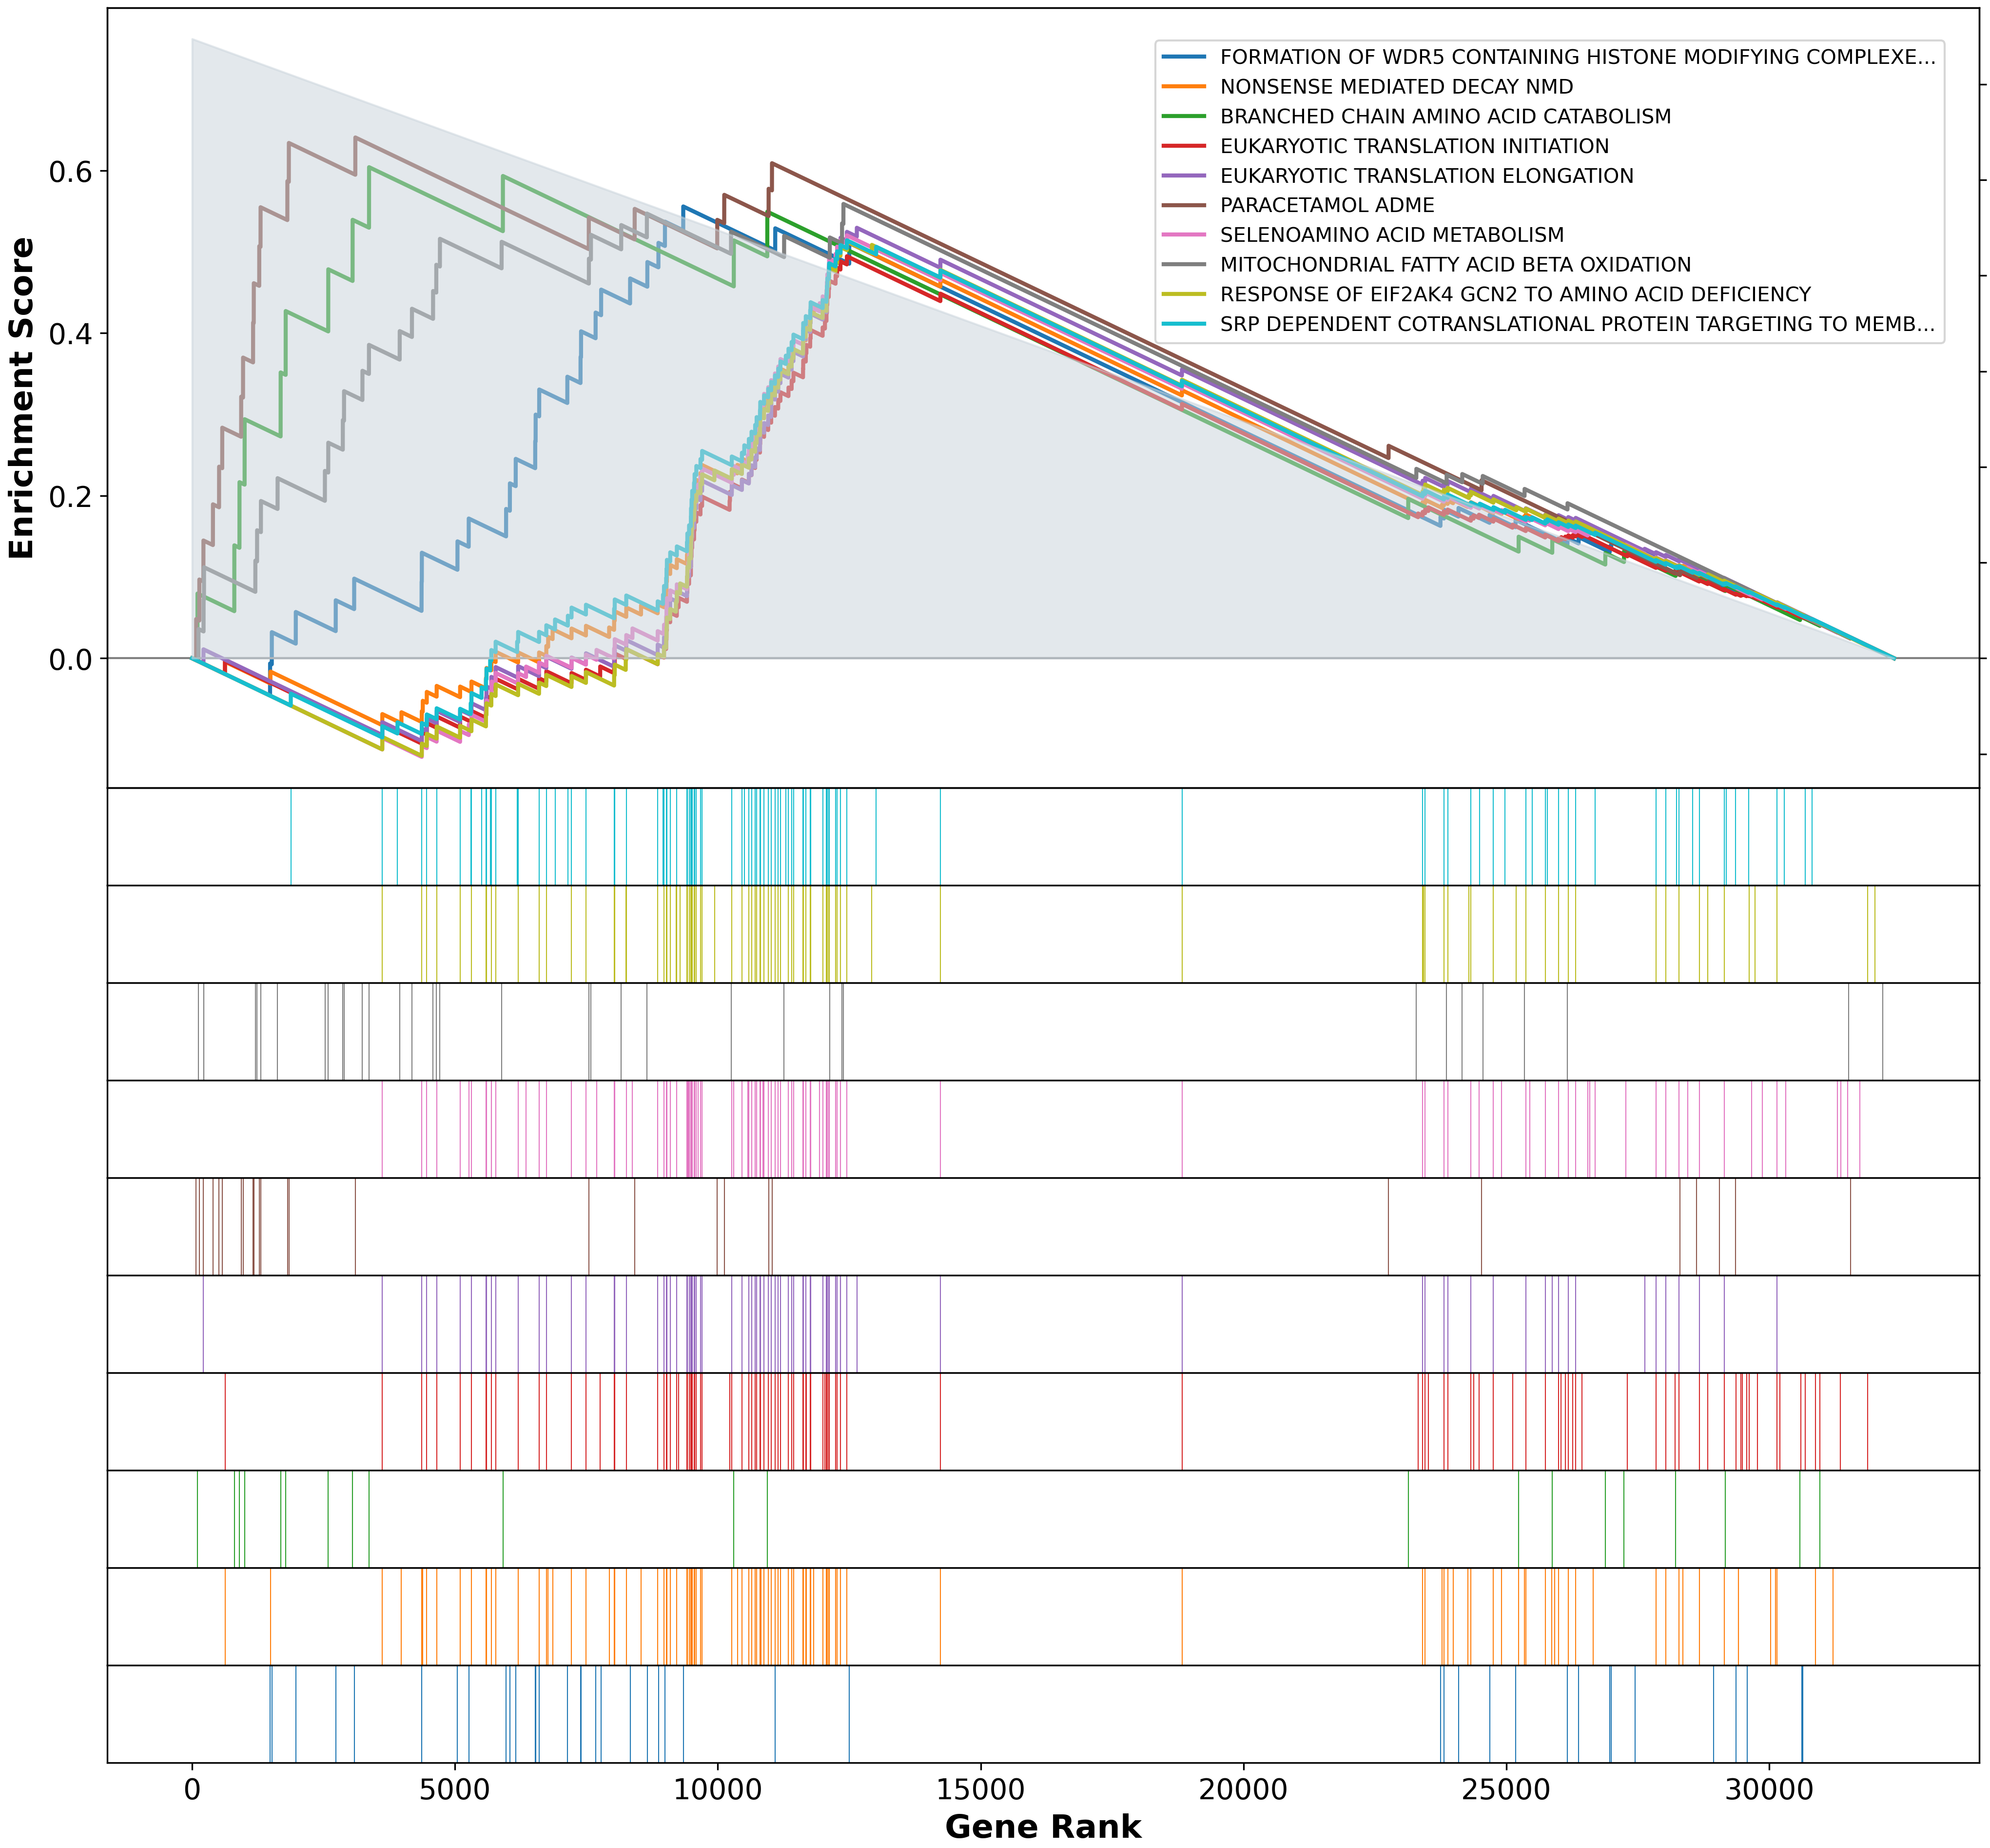 Enrichment Score
0.6
0.4
0.2
0.0
FORMATION OF WDR5 CONTAINING HISTONE MODIFYING COMPLEXE...
NONSENSE MEDIATED DECAY NMD
BRANCHED CHAIN AMINO ACID CATABOLISM
EUKARYOTIC TRANSLATION INITIATION
EUKARYOTIC TRANSLATION ELONGATION
PARACETAMOL ADME
SELENOAMINO ACID METABOLISM
MITOCHONDRIAL FATTY ACID BETA OXIDATION
RESPONSE OF EIF2AK4 GCN2 TO AMINO ACID DEFICIENCY
SRP DEPENDENT COTRANSLATIONAL PROTEIN TARGETING TO MEMB...
0 5000 10000 15000 20000 25000 30000
Gene Rank